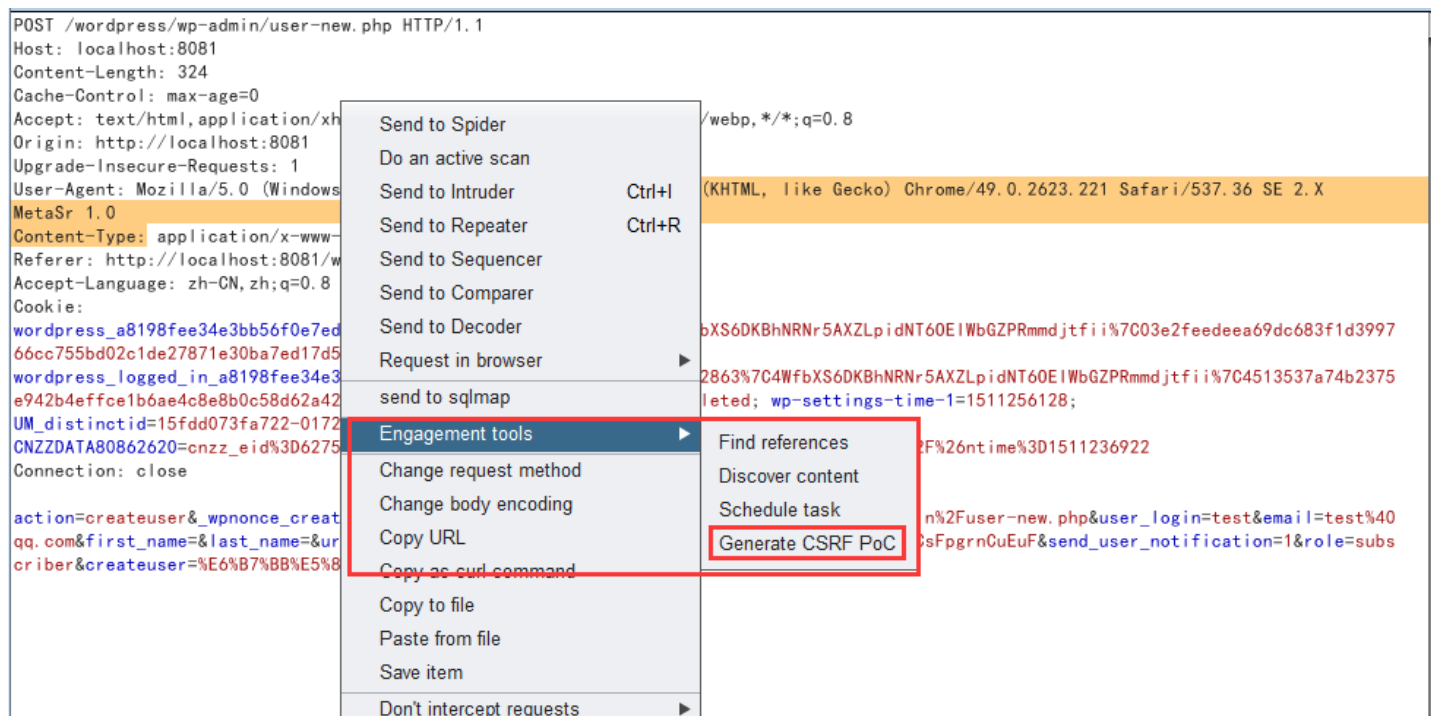 POST /wordpress/wp-admin/user-new.php HTTP/1.1
Host: localhost:8081
Content-Length: 324
Cache-Control: max-age=0
Accept: text/html,application/xh
/webp,*/*;q=0.8
Origin: http://localhost:8081
Upgrade-Insecure-Requests: 1
User-Agent: Mozilla/5.0 (Windows
(KHTML, like Gecko) Chrome/49.0.2623.221 Safari/537.36 SE 2.X
MetaSr 1.0
Content-Type: application/x-www-
Referer: http://localhost:8081/w
Accept-Language: zh-CN,zh;q=0.8
Cookie:
wordpress_a8198fee34e3bb56f0e7ed
bXS6DKBhNRNr5AXZLpidNT6OEIWbGZPRmmdjtfii%7C03e2feedeea69dc683f1d3997
66cc755bd02c1de27871e30ba7ed17d5
wordpress_logged_in_a8198fee34e3
2863%7C4WfbXS6DKBhNRNr5AXZLpidNT6OEIWbGZPRmmdjtfii%7C4513537a74b2375
e942b4effce1b6ae4c8e8b0c58d62a42
leted; wp-settings-time-1=1511256128;
UM_distinctid=15fdd073fa722-0172
CNZZDATA80862620=cnzz_eid%3D6275
2F%26ntime%3D1511236922
Connection: close
action=createuser&_wpnonce_creat
n%2Fuser-new.php&user_login=test&email=test%40
qq.com&first_name=&last_name=&ur
CsFpgrnCuEuF&send_user_notification=1&role=subs
criber&createuser=%E6%B7%BB%E5%8
Send to Spider
Do an active scan
Send to Intruder Ctrl+I
Send to Repeater Ctrl+R
Send to Sequencer
Send to Comparer
Send to Decoder
Request in browser
send to sqlmap
Engagement tools
Change request method
Change body encoding
Copy URL
Copy as curl command
Copy to file
Paste from file
Save item
Don't intercept requests
Find references
Discover content
Schedule task
Generate CSRF PoC